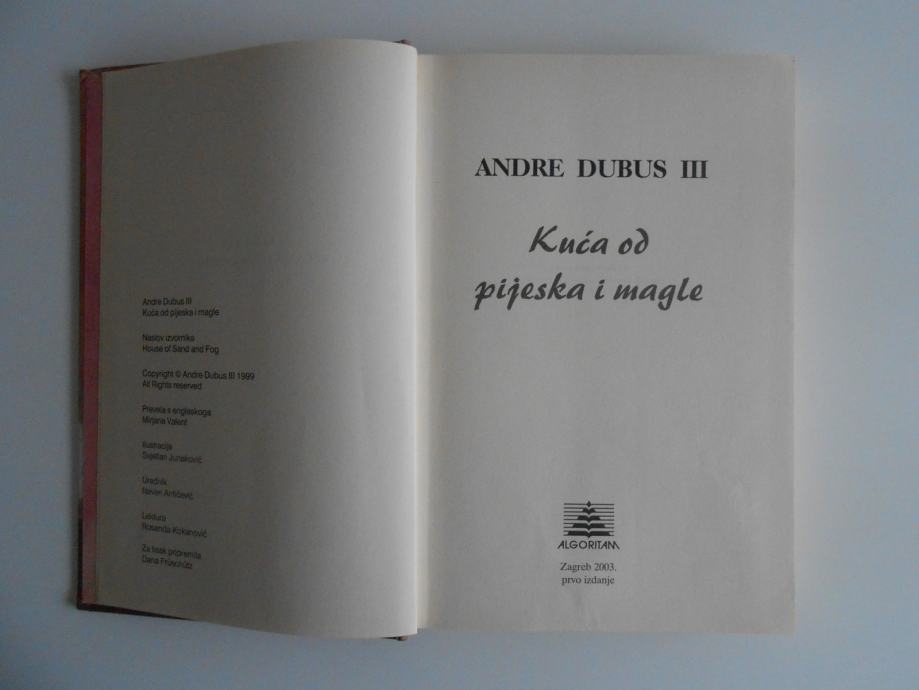 Andre Dubus III
Kuća od pijeska i magle
Naslov izvornika
House of Sand and Fog
Copyright © Andre Dubus III 1999
All Rights reserved
Prevela s engleskoga
Mirjana Valent
Ilustracija
Svjetlan Junaković
Urednik
Neven Antičević
Lektura
Rosanda Kokanović
Za tisak pripremila
Dana Früschütz
ANDRE DUBUS III
Kuća od
pijeska i magle
ALGORITAM
Zagreb 2003.
prvo izdanje